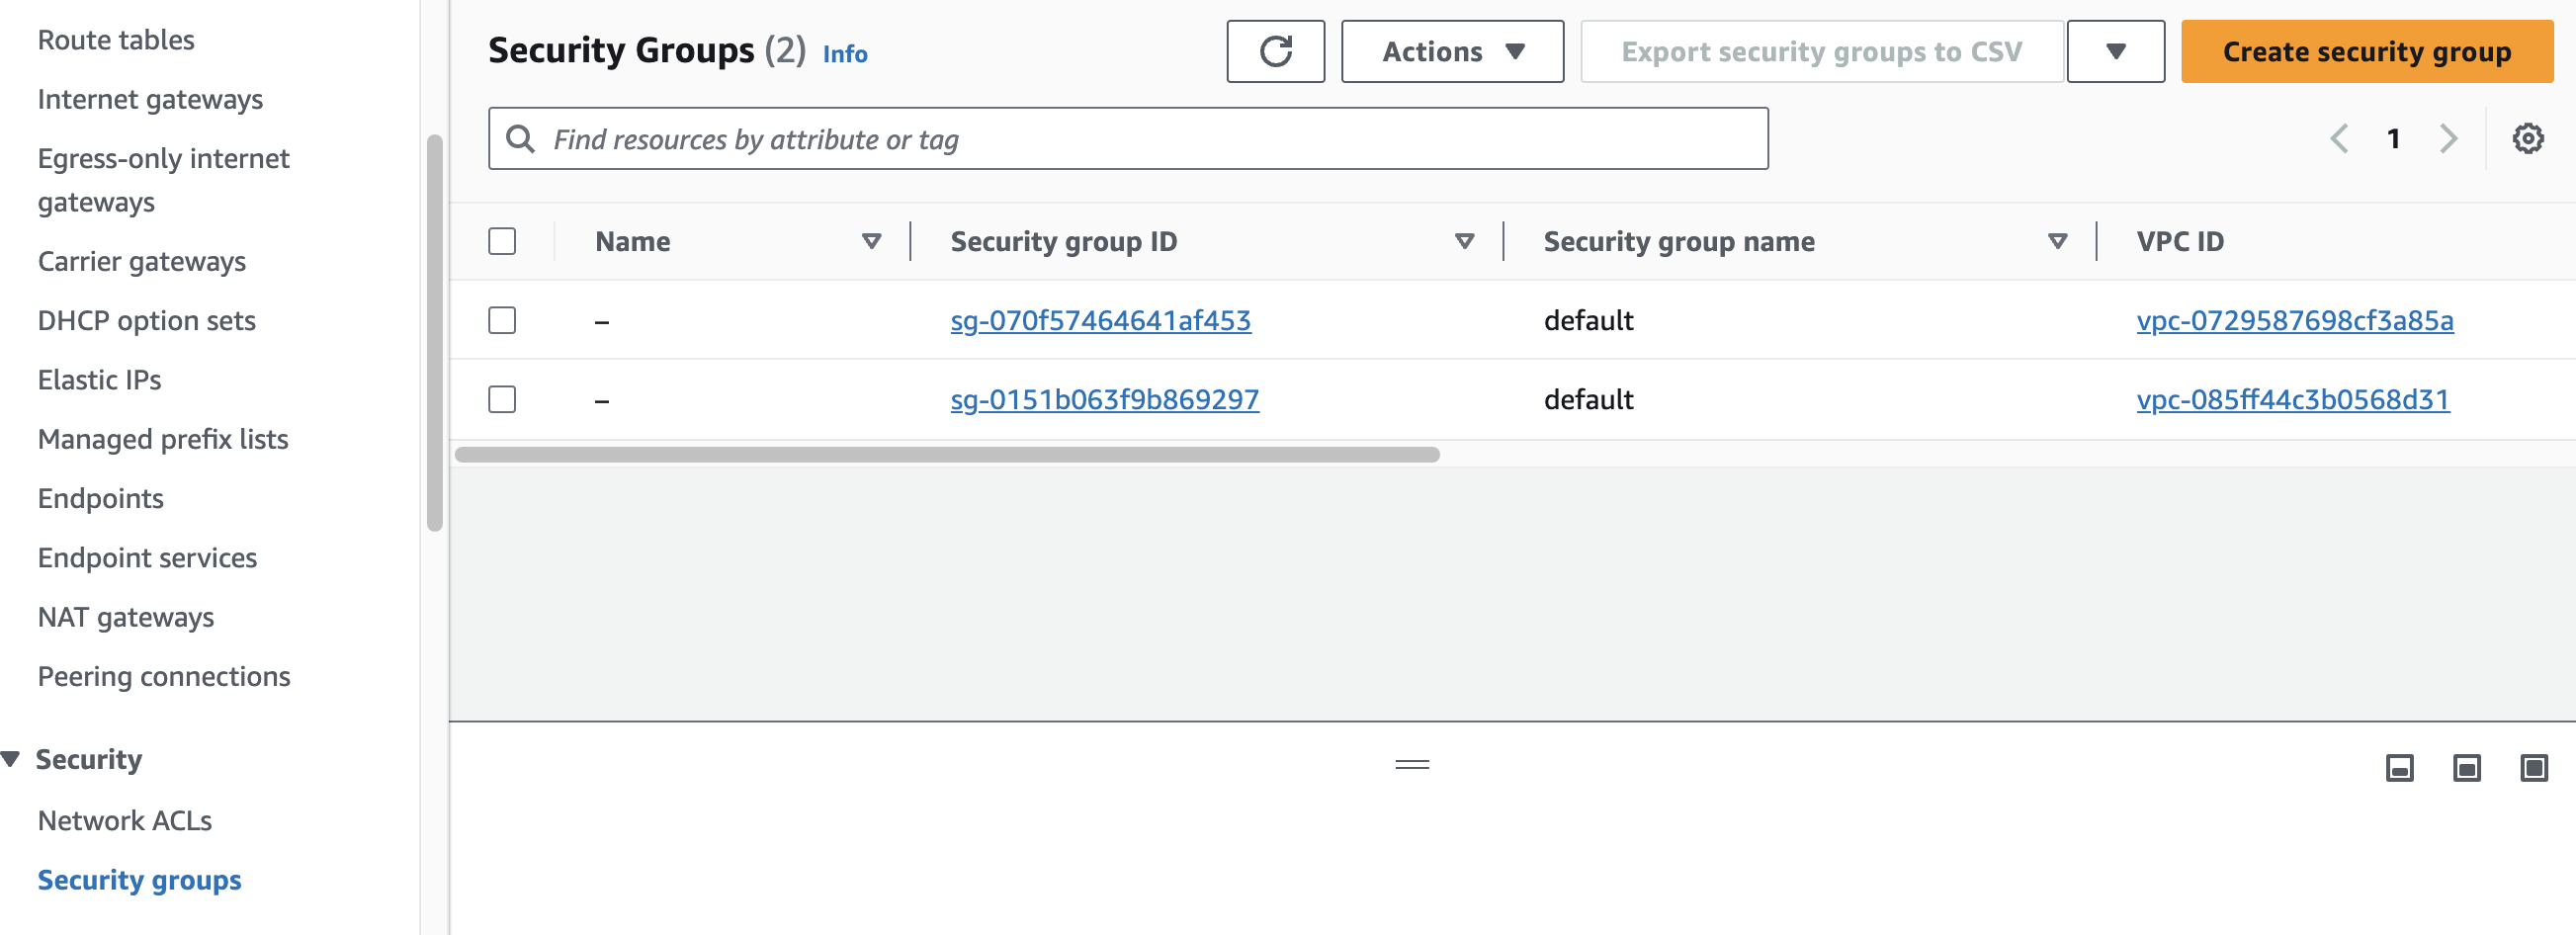 Route tables
Internet gateways
Egress-only internet
gateways
Carrier gateways
DHCP option sets
Elastic IPs
Managed prefix lists
Endpoints
Endpoint services
NAT gateways
Peering connections
Security
Network ACLs
Security groups
Security Groups (2) Info
Actions
Export security groups to CSV
Create security group
Find resources by attribute or tag
1
Name Security group ID Security group name VPC ID
– sg-070f57464641af453 default vpc-0729587698cf3a85a
– sg-0151b063f9b869297 default vpc-085ff44c3b0568d31